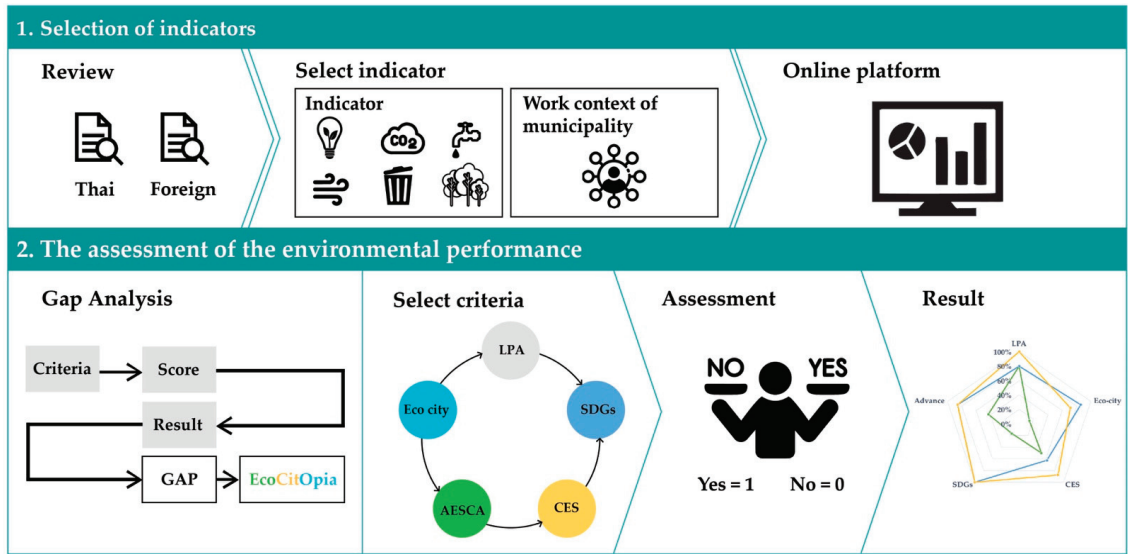 1. Selection of indicators
Review
Thai
Foreign
Select indicator
Indicator
CO2
Work context of
municipality
Online platform
2. The assessment of the environmental performance
Gap Analysis
Criteria
Score
Result
GAP
EcoCitOpia
Select criteria
LPA
Eco city
SDGs
AESCA
CES
Assessment
NO
YES
Yes = 1 No = 0
Result
LPA
100%
80%
60%
40%
20%
0%
Advance
Eco-city
SDGs
CES